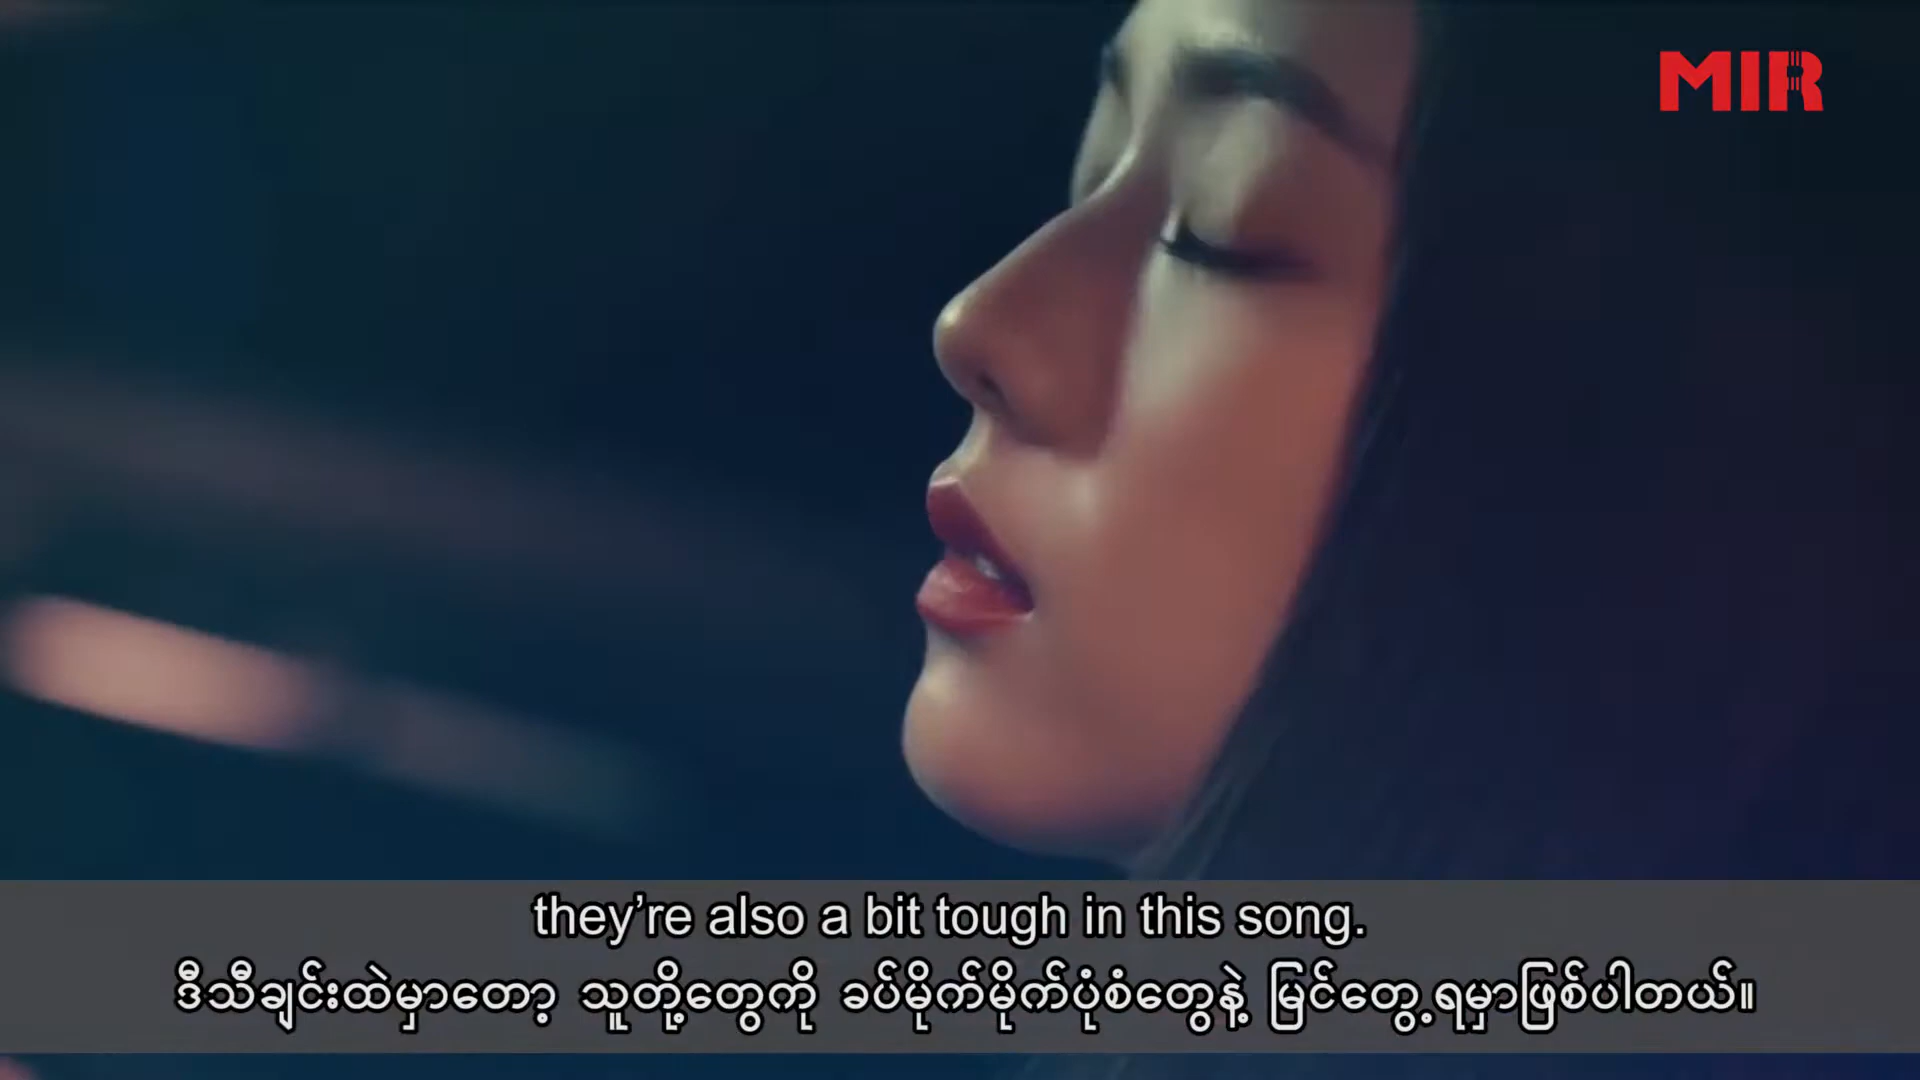 MIR
they're also a bit tough in this song.
ဒီသီချင်းထဲမှာတော့ သူတို့တွေကို ခပ်မိုက်မိုက်ပုံစံတွေနဲ့ မြင်တွေ့ရမှာဖြစ်ပါတယ်။